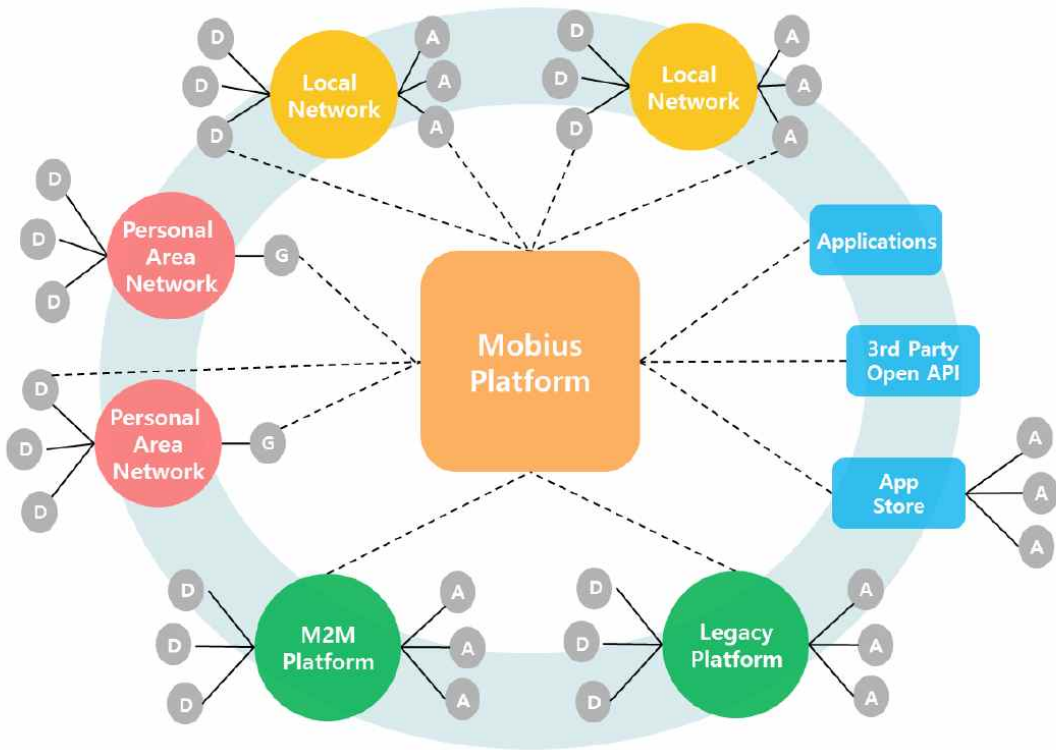 D
A
D
A
D
Local
Network
A
D
Local
Network
A
D
A
D
A
D
D
Personal
Area
Network
G
D
Applications
D
Mobius
Platform
3rd Party
Open API
D
Personal
Area
Network
G
D
D
App
Store
A
A
A
D
M2M
Platform
A
D
A
D
A
D
Legacy
Platform
A
D
A
D
A